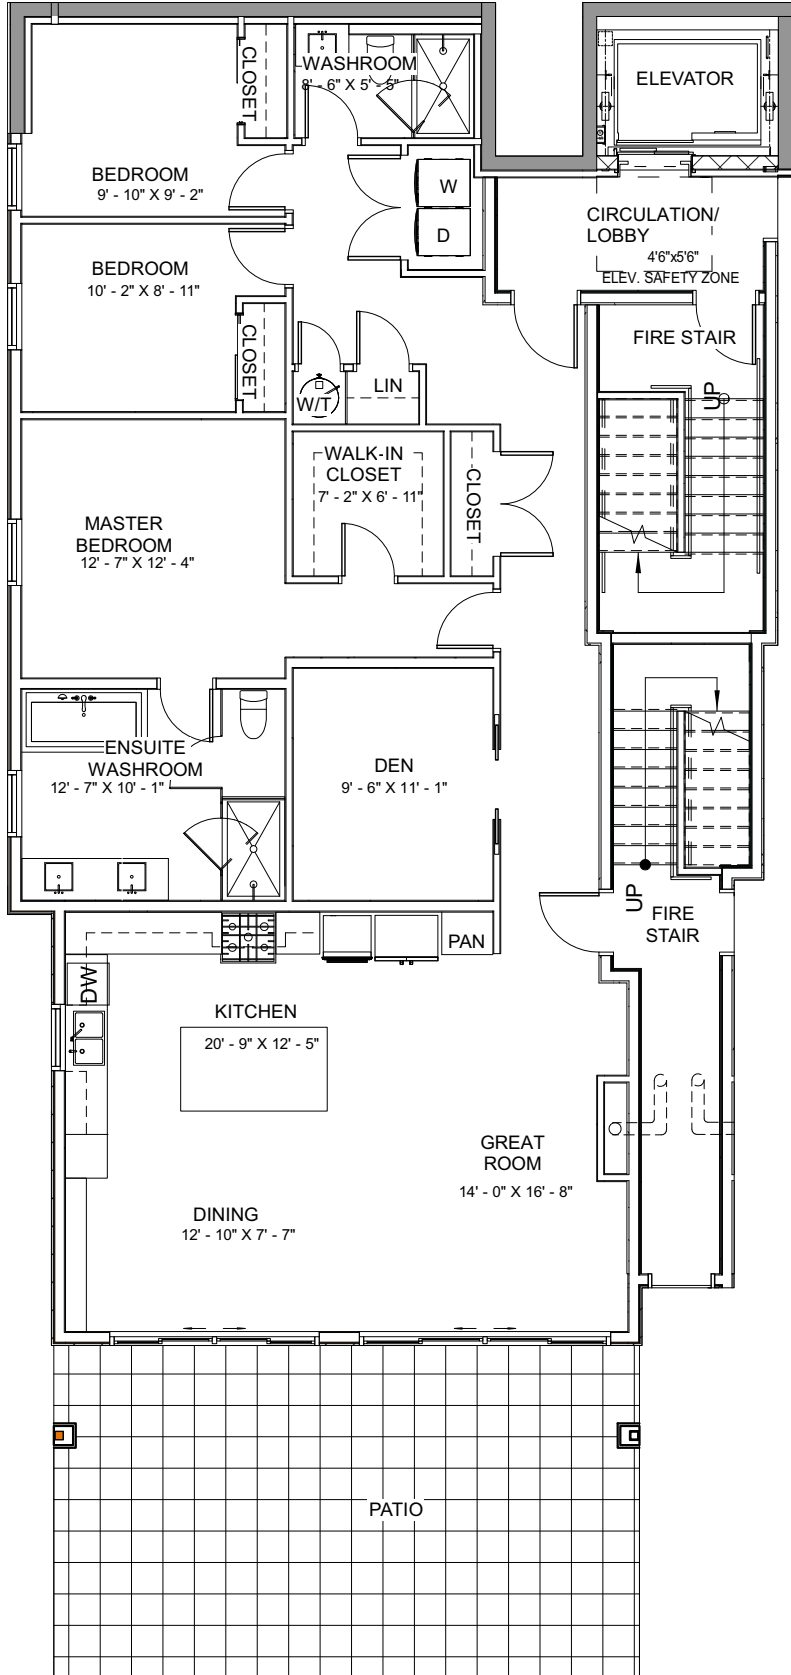 CLOSET
WASHROOM
8' - 6" X 5' - 5"
ELEVATOR
BEDROOM
9' - 10" X 9' - 2"
W
D
CIRCULATION/
LOBBY
4'6"x5'6"
ELEV. SAFETY ZONE
BEDROOM
10' - 2" X 8' - 11"
CLOSET
FIRE STAIR
W/T
LIN
UP
WALK-IN
CLOSET
7' - 2" X 6' - 11"
CLOSET
MASTER
BEDROOM
12' - 7" X 12' - 4"
ENSUITE
WASHROOM
12' - 7" X 10' - 1"
DEN
9' - 6" X 11' - 1"
UP
FIRE
STAIR
PAN
DW
KITCHEN
20' - 9" X 12' - 5"
GREAT
ROOM
14' - 0" X 16' - 8"
DINING
12' - 10" X 7' - 7"
PATIO